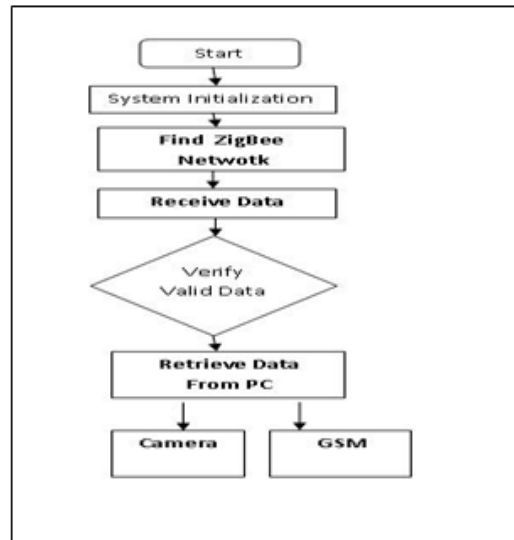 Start
System Initialization
Find ZigBee
Netwotk
Receive Data
Verify
Valid Data
Retrieve Data
From PC
Camera
GSM